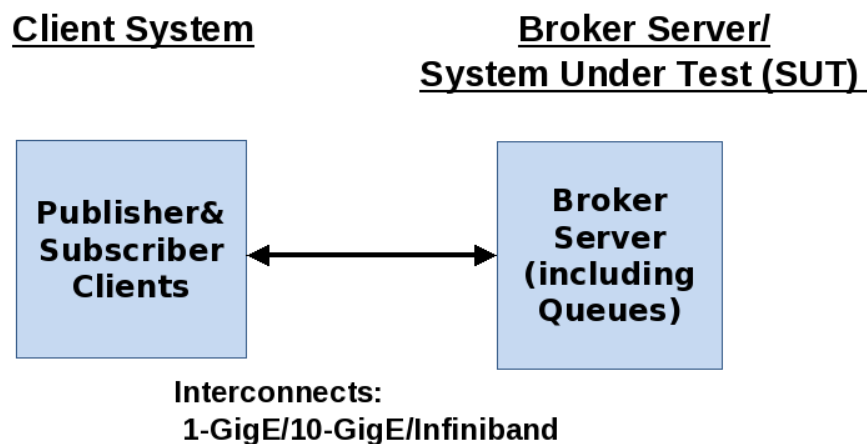 Client System
Broker Server/
System Under Test (SUT)
Publisher&
Subscriber
Clients
Broker
Server
(including
Queues)
Interconnects:
1-GigE/10-GigE/Infiniband